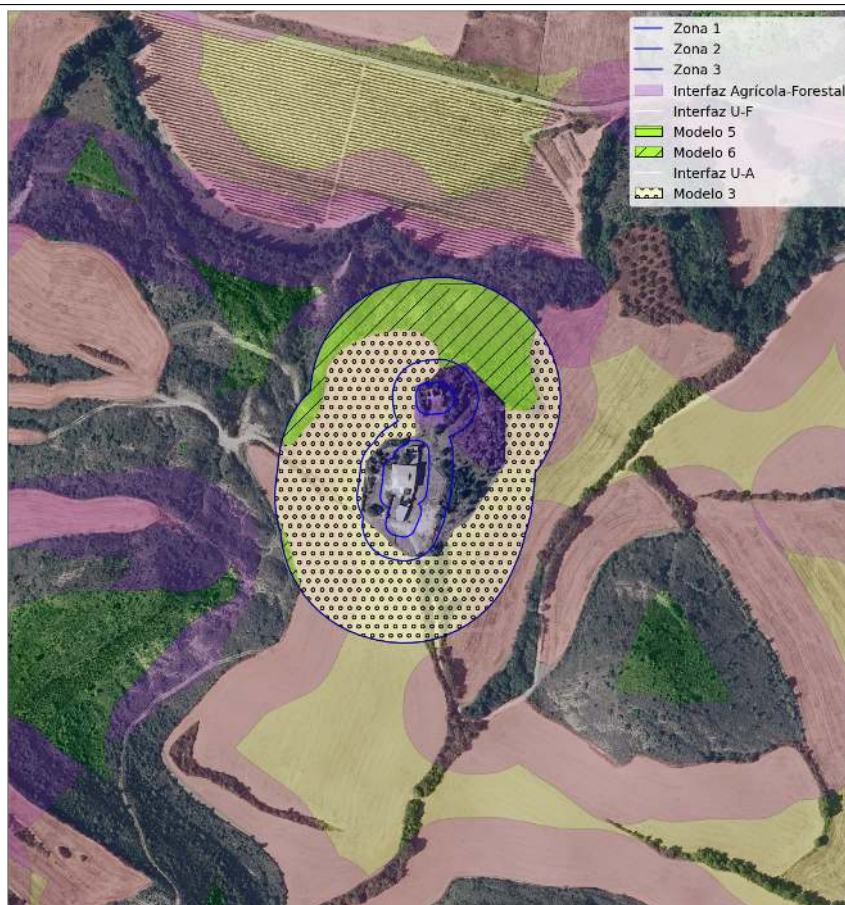 Zona 1
Zona 2
Zona 3
Interfaz Agrícola-Forestal
Interfaz U-F
Modelo 5
Modelo 6
Interfaz U-A
Modelo 3